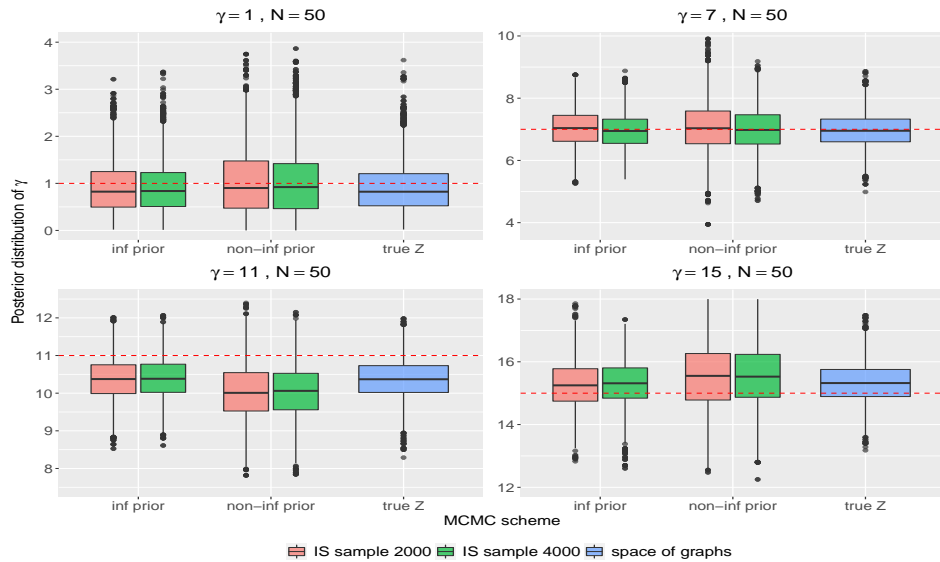 γ = 1 , N = 50
γ = 7 , N = 50
4
3
2
1
0
10
8
6
4
inf prior
non−inf prior
true Z
inf prior
non−inf prior
true Z
Posterior distribution of γ
γ = 11 , N = 50
γ = 15 , N = 50
12
11
10
9
8
18
16
14
12
inf prior
non−inf prior
true Z
inf prior
non−inf prior
true Z
MCMC scheme
IS sample 2000
IS sample 4000
space of graphs